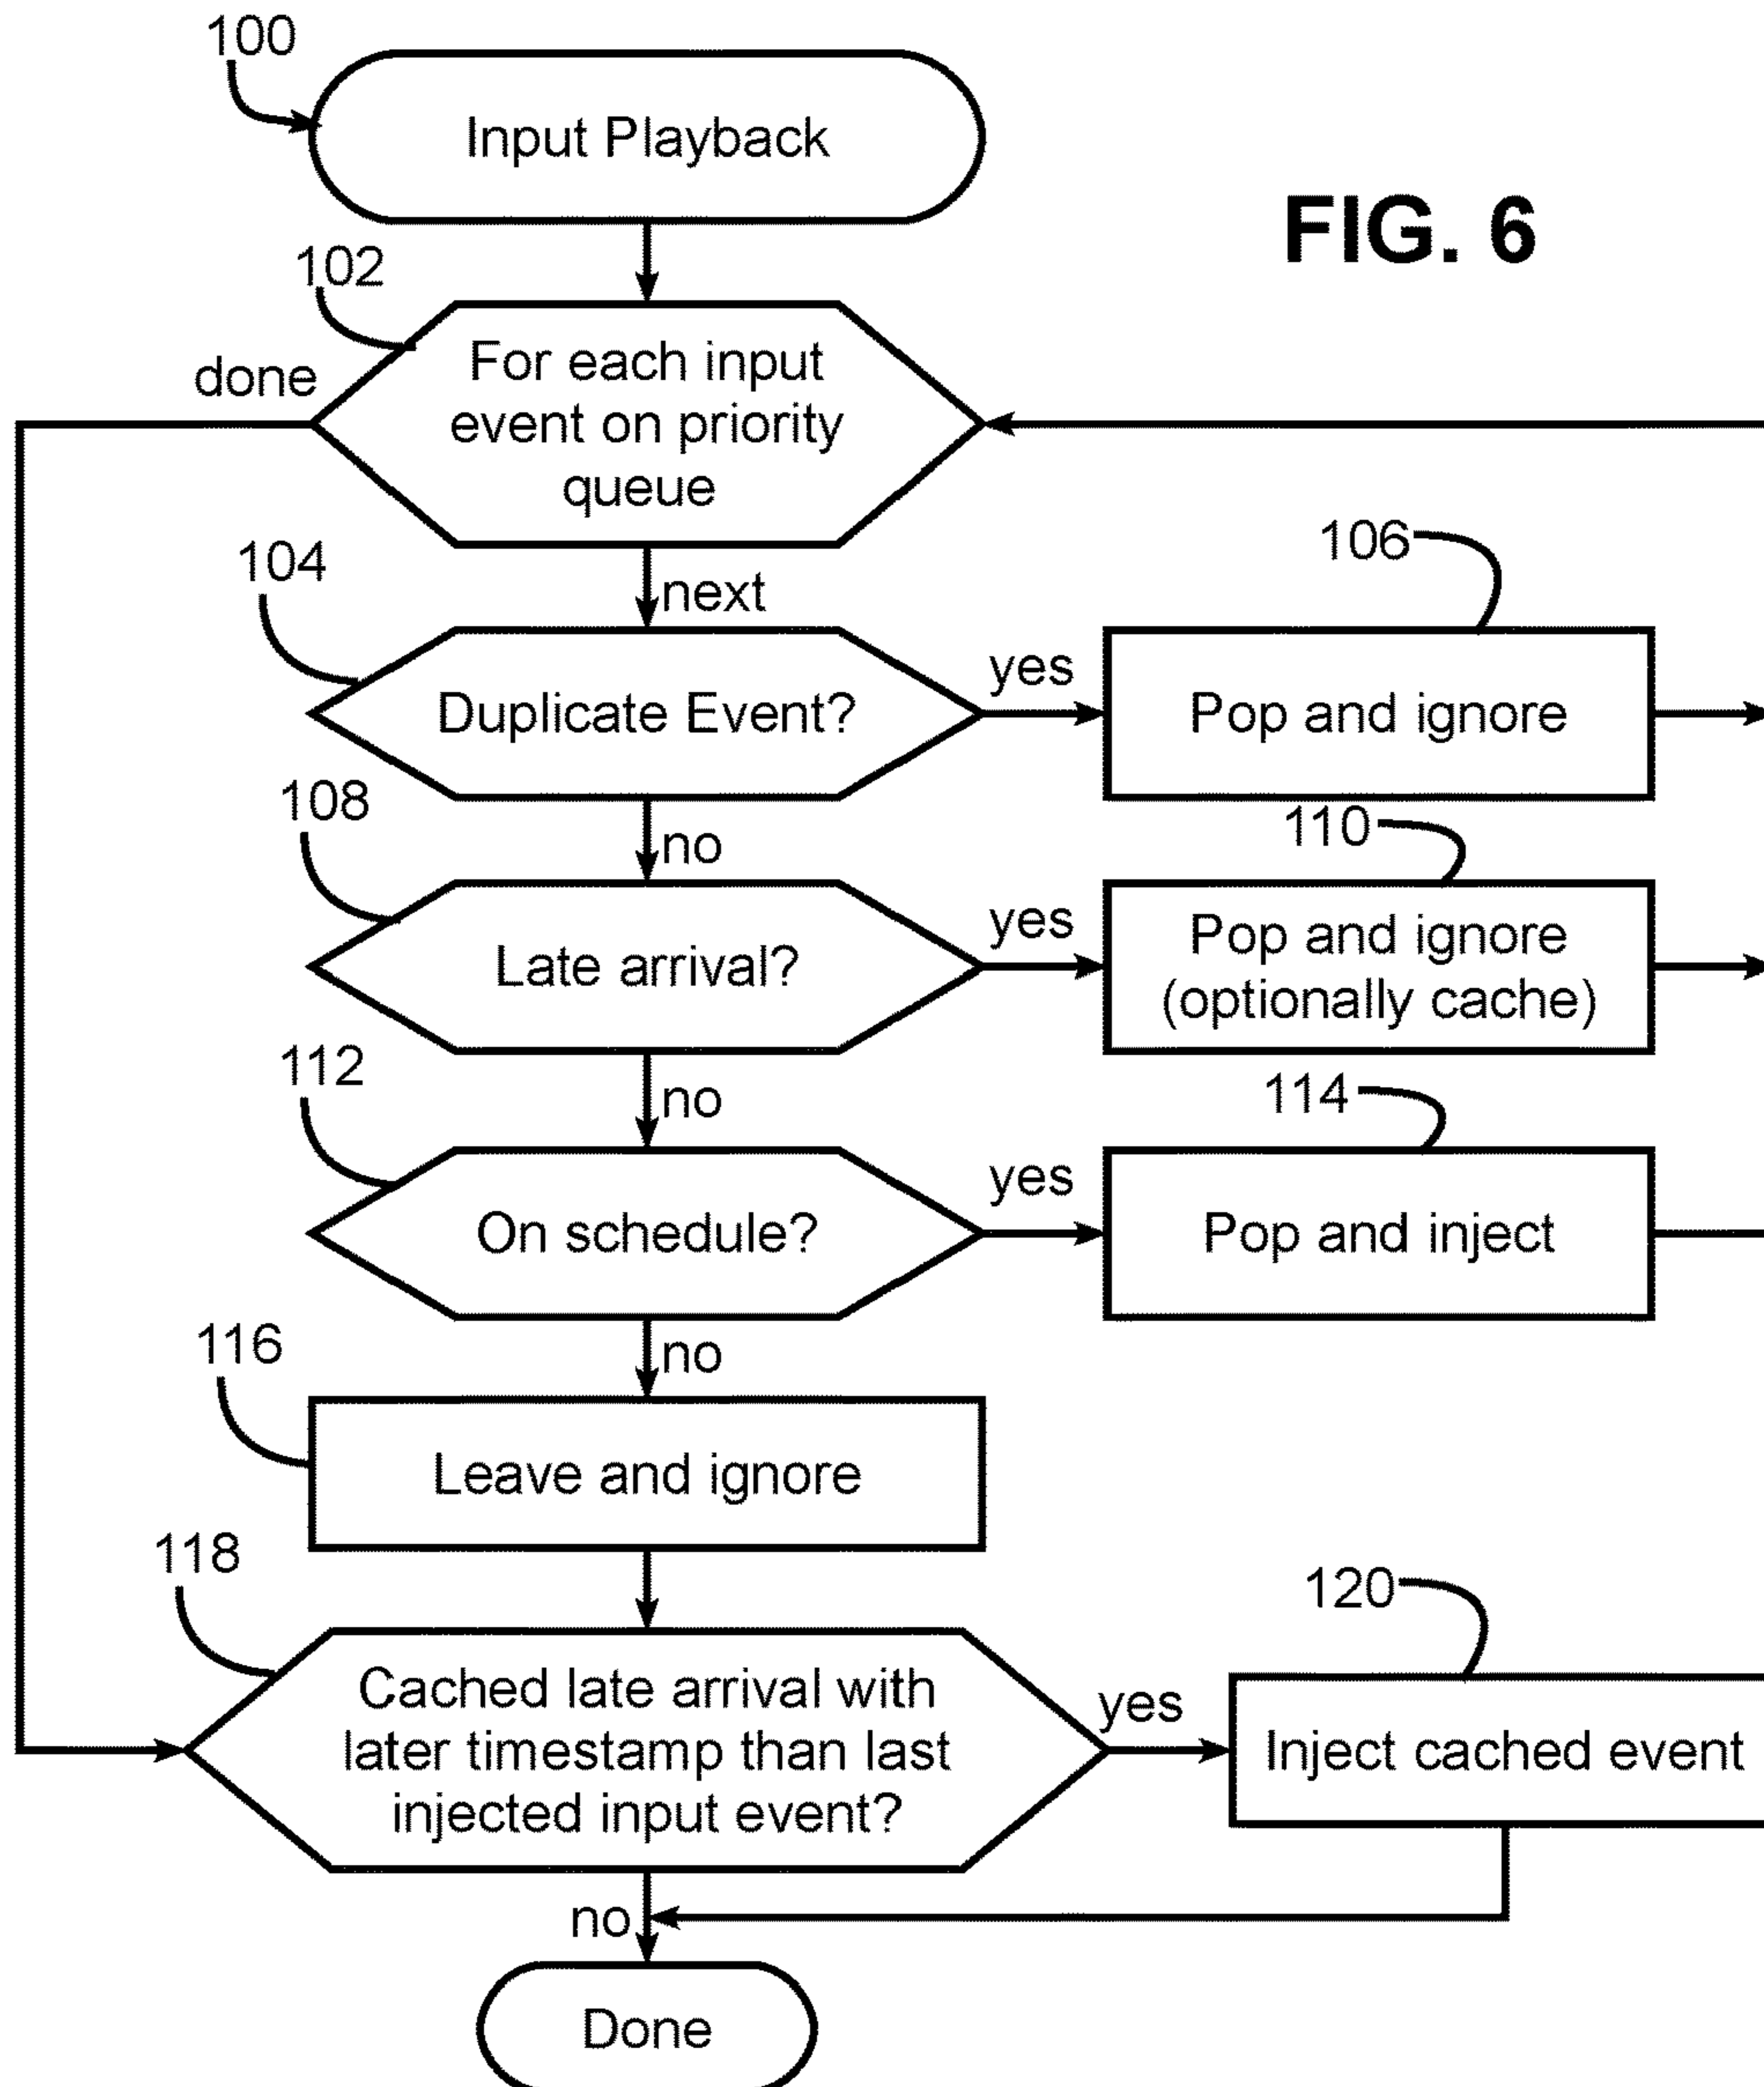 100
Input Playback
FIG. 6
102
done
For each input
event on priority
queue
next
104
106
Duplicate Event?
yes
Pop and ignore
108
no
110
Late arrival?
yes
Pop and ignore
(optionally cache)
112
no
114
On schedule?
yes
Pop and inject
116
no
Leave and ignore
118
120
Cached late arrival with
later timestamp than last
injected input event?
yes
Inject cached event
no
Done